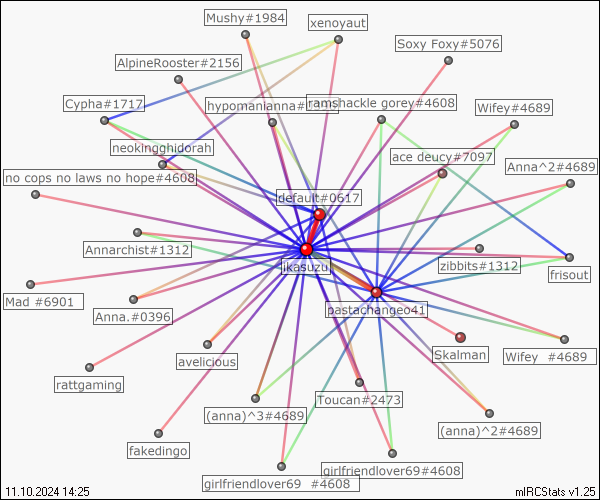 Mushy#1984
xenoyaut
Soxy Foxy#5076
AlpineRooster#2156
Cypha#1717
ramshackle gorey#4608
Wifey#4689
neokingghidorah
ace deucy#7097
Anna^2#4689
no cops no laws no hope#4608
default#0617
Annarchist#1312
ikasuzu
zibbits#1312
frisout
Mad #6901
Anna.#0396
pastachangeo41
avelicious
Skalman
Wifey #4689
rattgaming
Toucan#2473
(anna)^3#4689
(anna)^2#4689
fakedingo
girlfriendlover69#4608
girlfriendlover69 #4608
11.10.2024 14:25
mIRCStats v1.25